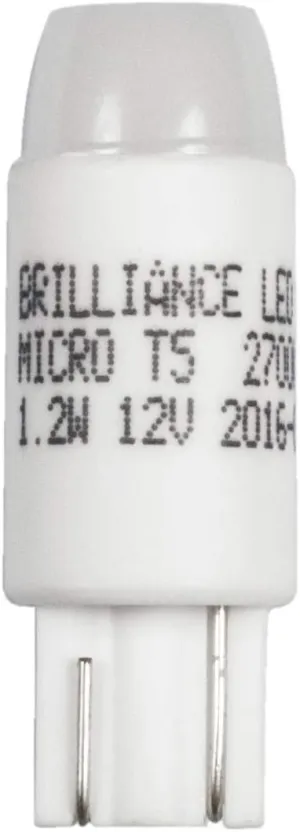 BRILLIANCE LED
MICRO T5 2700
1.2W 12V 2016-